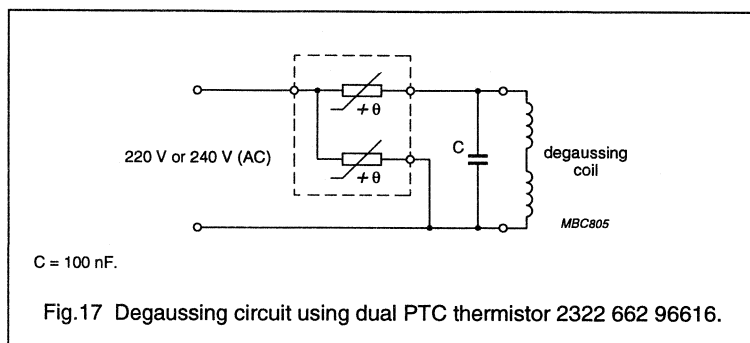 +θ
220 V or 240 V (AC)
+θ
C
degaussing
coil
MBC805
C = 100 nF.
Fig.17 Degaussing circuit using dual PTC thermistor 2322 662 96616.